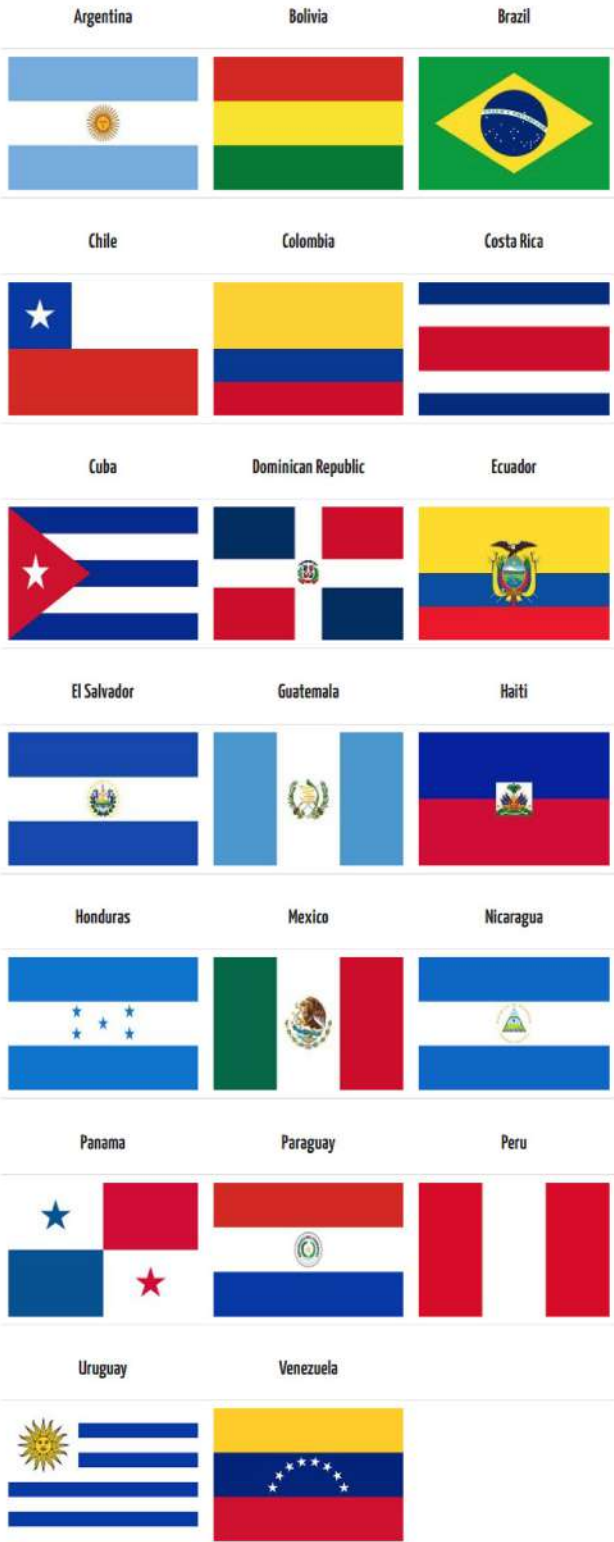 Argentina
Bolivia
Brazil
Chile
Colombia
Costa Rica
Cuba
Dominican Republic
Ecuador
El Salvador
Guatemala
Haiti
Honduras
Mexico
Nicaragua
Panama
Paraguay
Peru
Uruguay
Venezuela